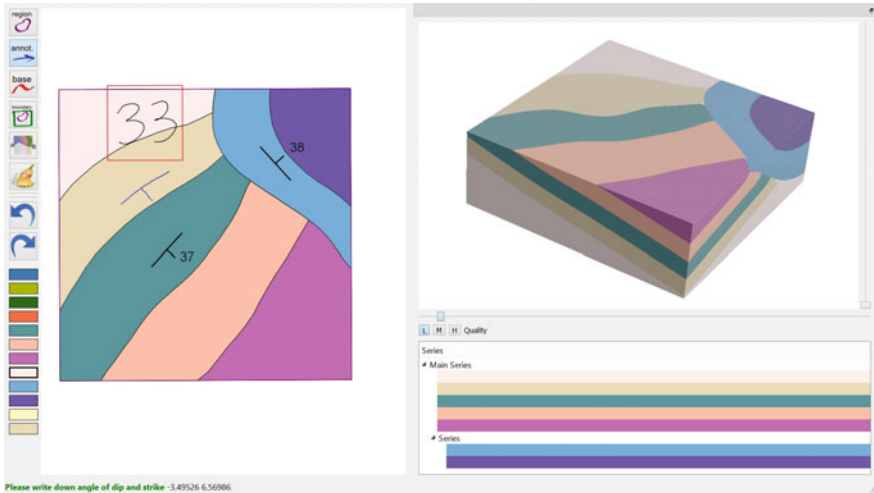 region
annot.
base
boundary
33
38
37
L M H Quality
Series
Main Series
Series
Please write down angle of dip and strike -3.49526 6.56986